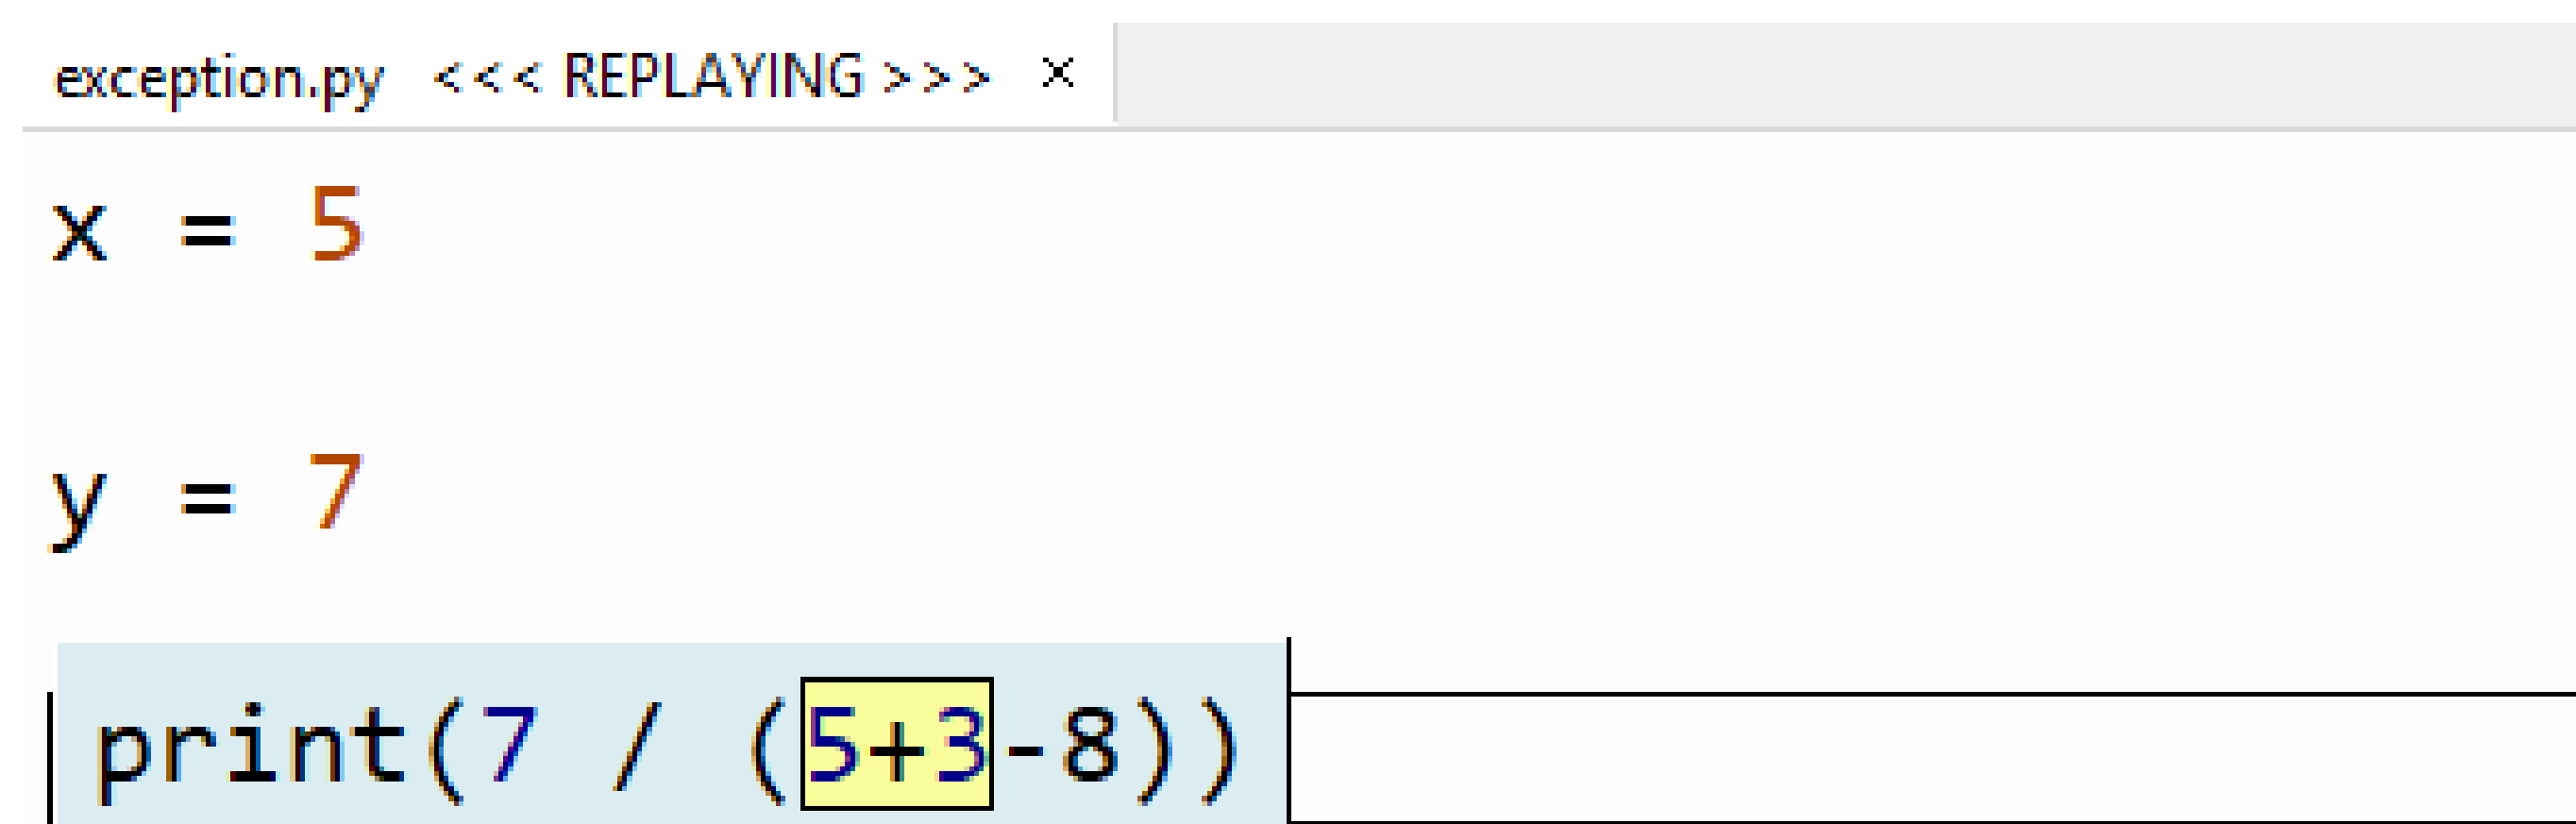 exception.py <<< REPLAYING >>> ×
x = 5
y = 7
print(7 / (5+3-8))